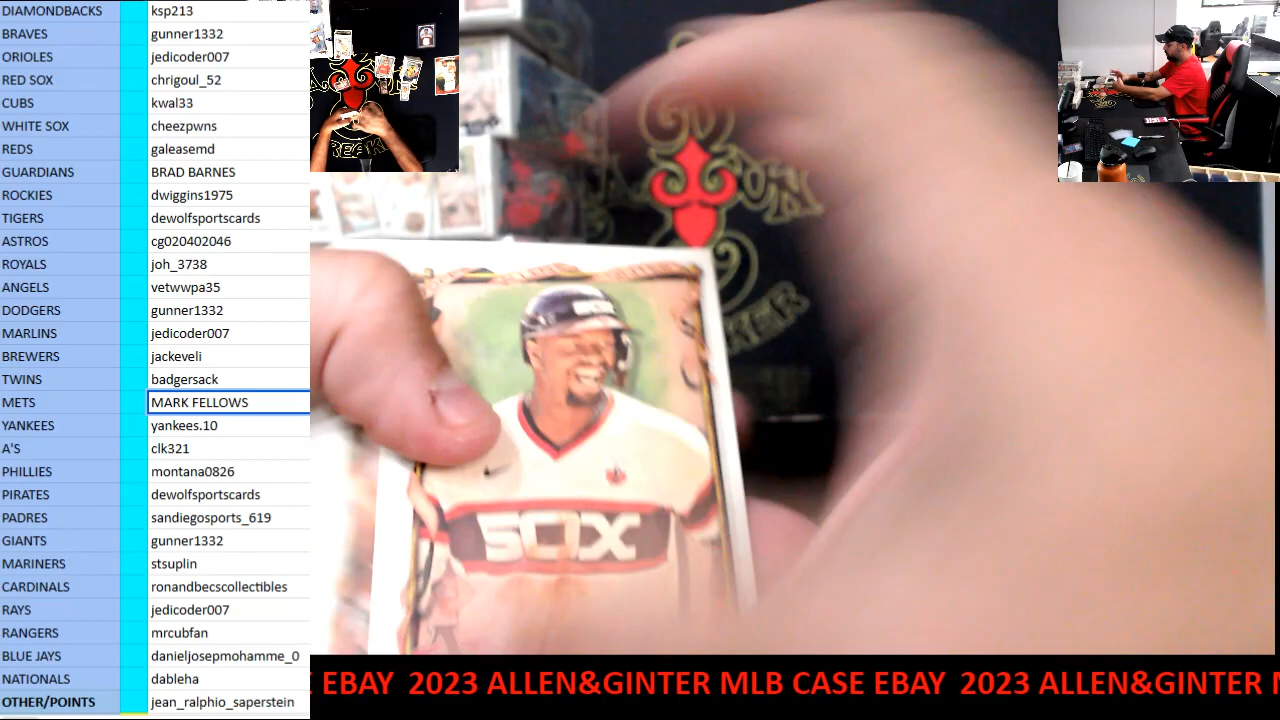 DIAMONDBACKS ksp213
BRAVES gunner1332
ORIOLES jedicoder007
RED SOX chrigoul_52
CUBS kwal33
WHITE SOX cheezpwns
REDS galeasemd
GUARDIANS BRAD BARNES
ROCKIES dwiggins1975
TIGERS dewolfsportscards
ASTROS cg020402046
ROYALS joh_3738
ANGELS vetwwpa35
DODGERS gunner1332
MARLINS jedicoder007
BREWERS jackeveli
TWINS badgersack
METS MARK FELLOWS
YANKEES yankees.10
A'S clk321
PHILLIES montana0826
PIRATES dewolfsportscards
PADRES sandiegosports_619
GIANTS gunner1332
MARINERS stsuplin
CARDINALS ronandbecscollectibles
RAYS jedicoder007
RANGERS mrcubfan
BLUE JAYS danieljosepmohamme_0
NATIONALS dableha
OTHER/POINTS jean_ralphio_saperstein
SOX
SOX
EBAY 2023 ALLEN&GINTER MLB CASE EBAY 2023 ALLEN&GINTER